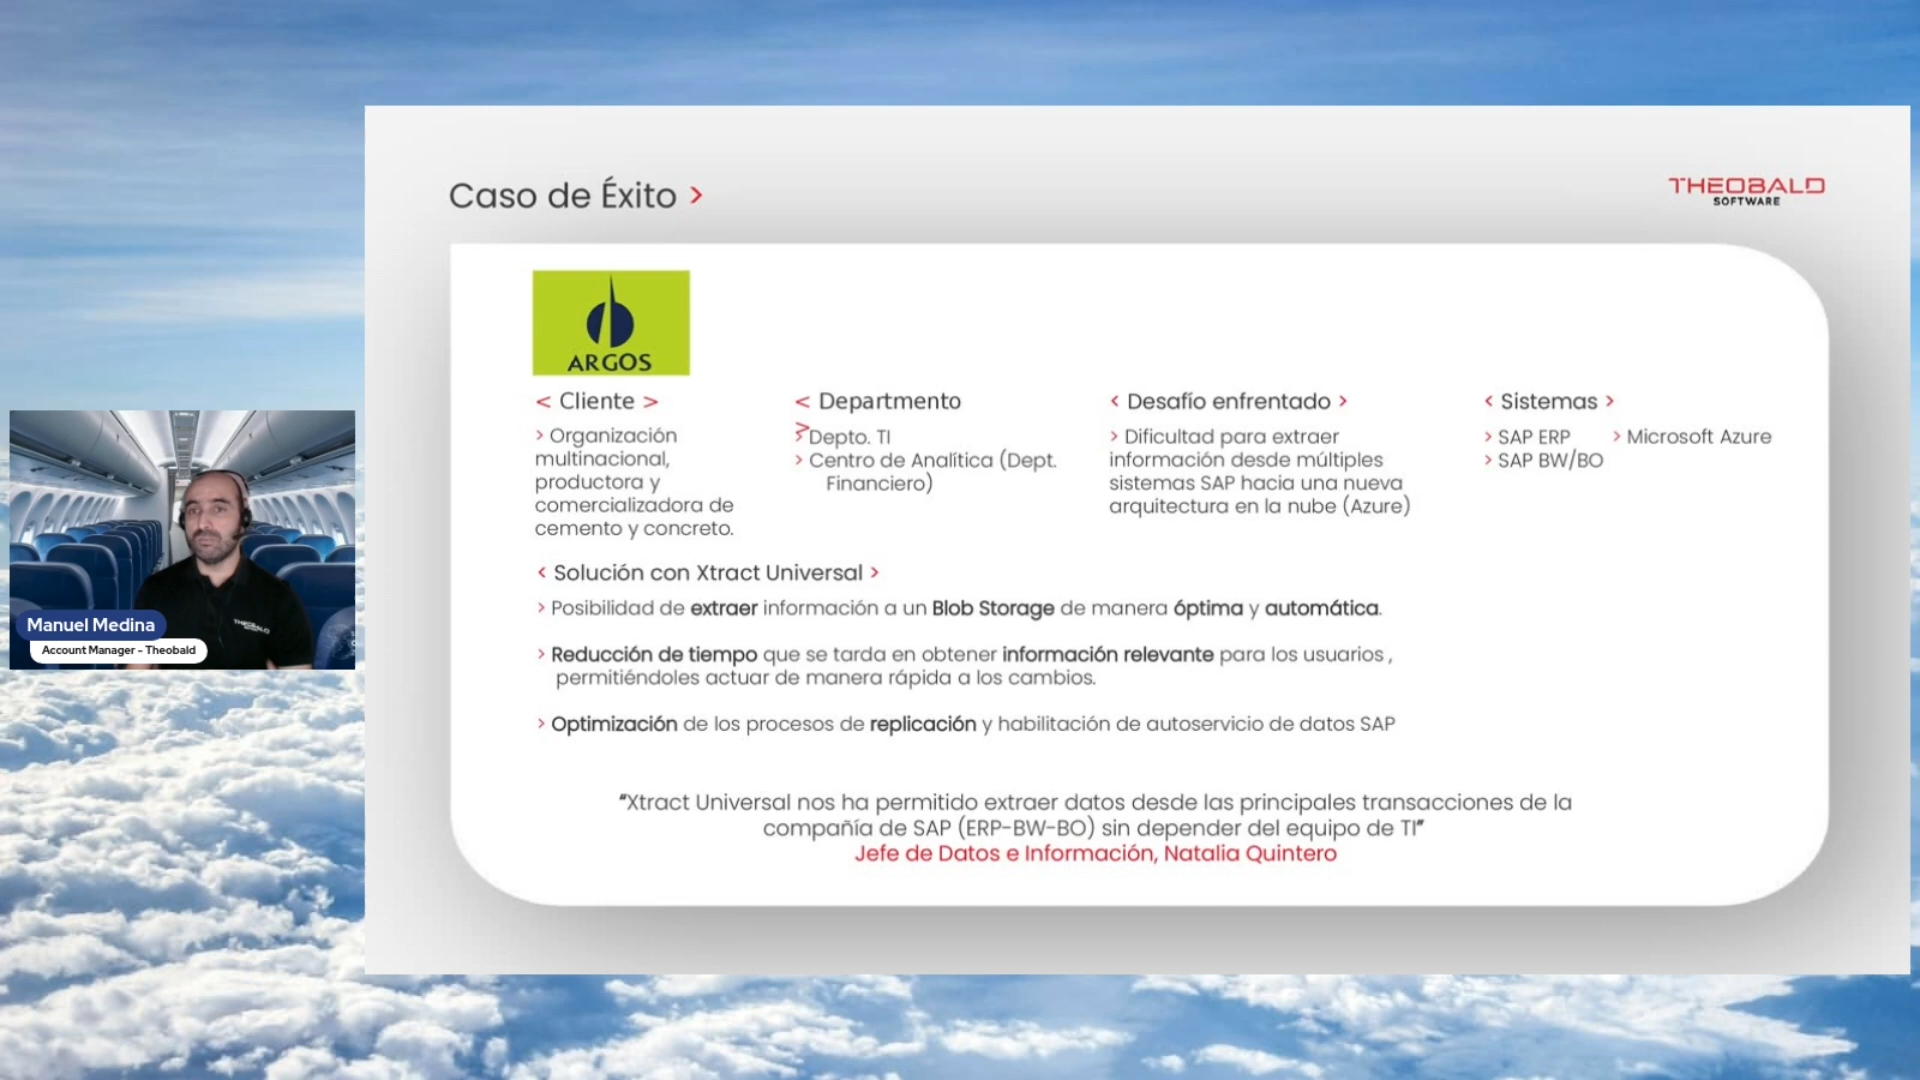 Caso de Éxito >
THEOBALD
SOFTWARE
ARGOS
< Cliente >
> Organización
multinacional,
productora y
comercializadora de
cemento y concreto.
< Departmento
>
> Depto. TI
> Centro de Analítica (Dept.
Financiero)
< Desafío enfrentado >
> Dificultad para extraer
información desde múltiples
sistemas SAP hacia una nueva
arquitectura en la nube (Azure)
< Sistemas >
> SAP ERP > Microsoft Azure
> SAP BW/BO
< Solución con Xtract Universal >
> Posibilidad de extraer información a un Blob Storage de manera óptima y automática.
> Reducción de tiempo que se tarda en obtener información relevante para los usuarios ,
permitiéndoles actuar de manera rápida a los cambios.
> Optimización de los procesos de replicación y habilitación de autoservicio de datos SAP
"Xtract Universal nos ha permitido extraer datos desde las principales transacciones de la
compañía de SAP (ERP-BW-BO) sin depender del equipo de TI"
Jefe de Datos e Información, Natalia Quintero
THEOBALD
Manuel Medina
Account Manager - Theobald